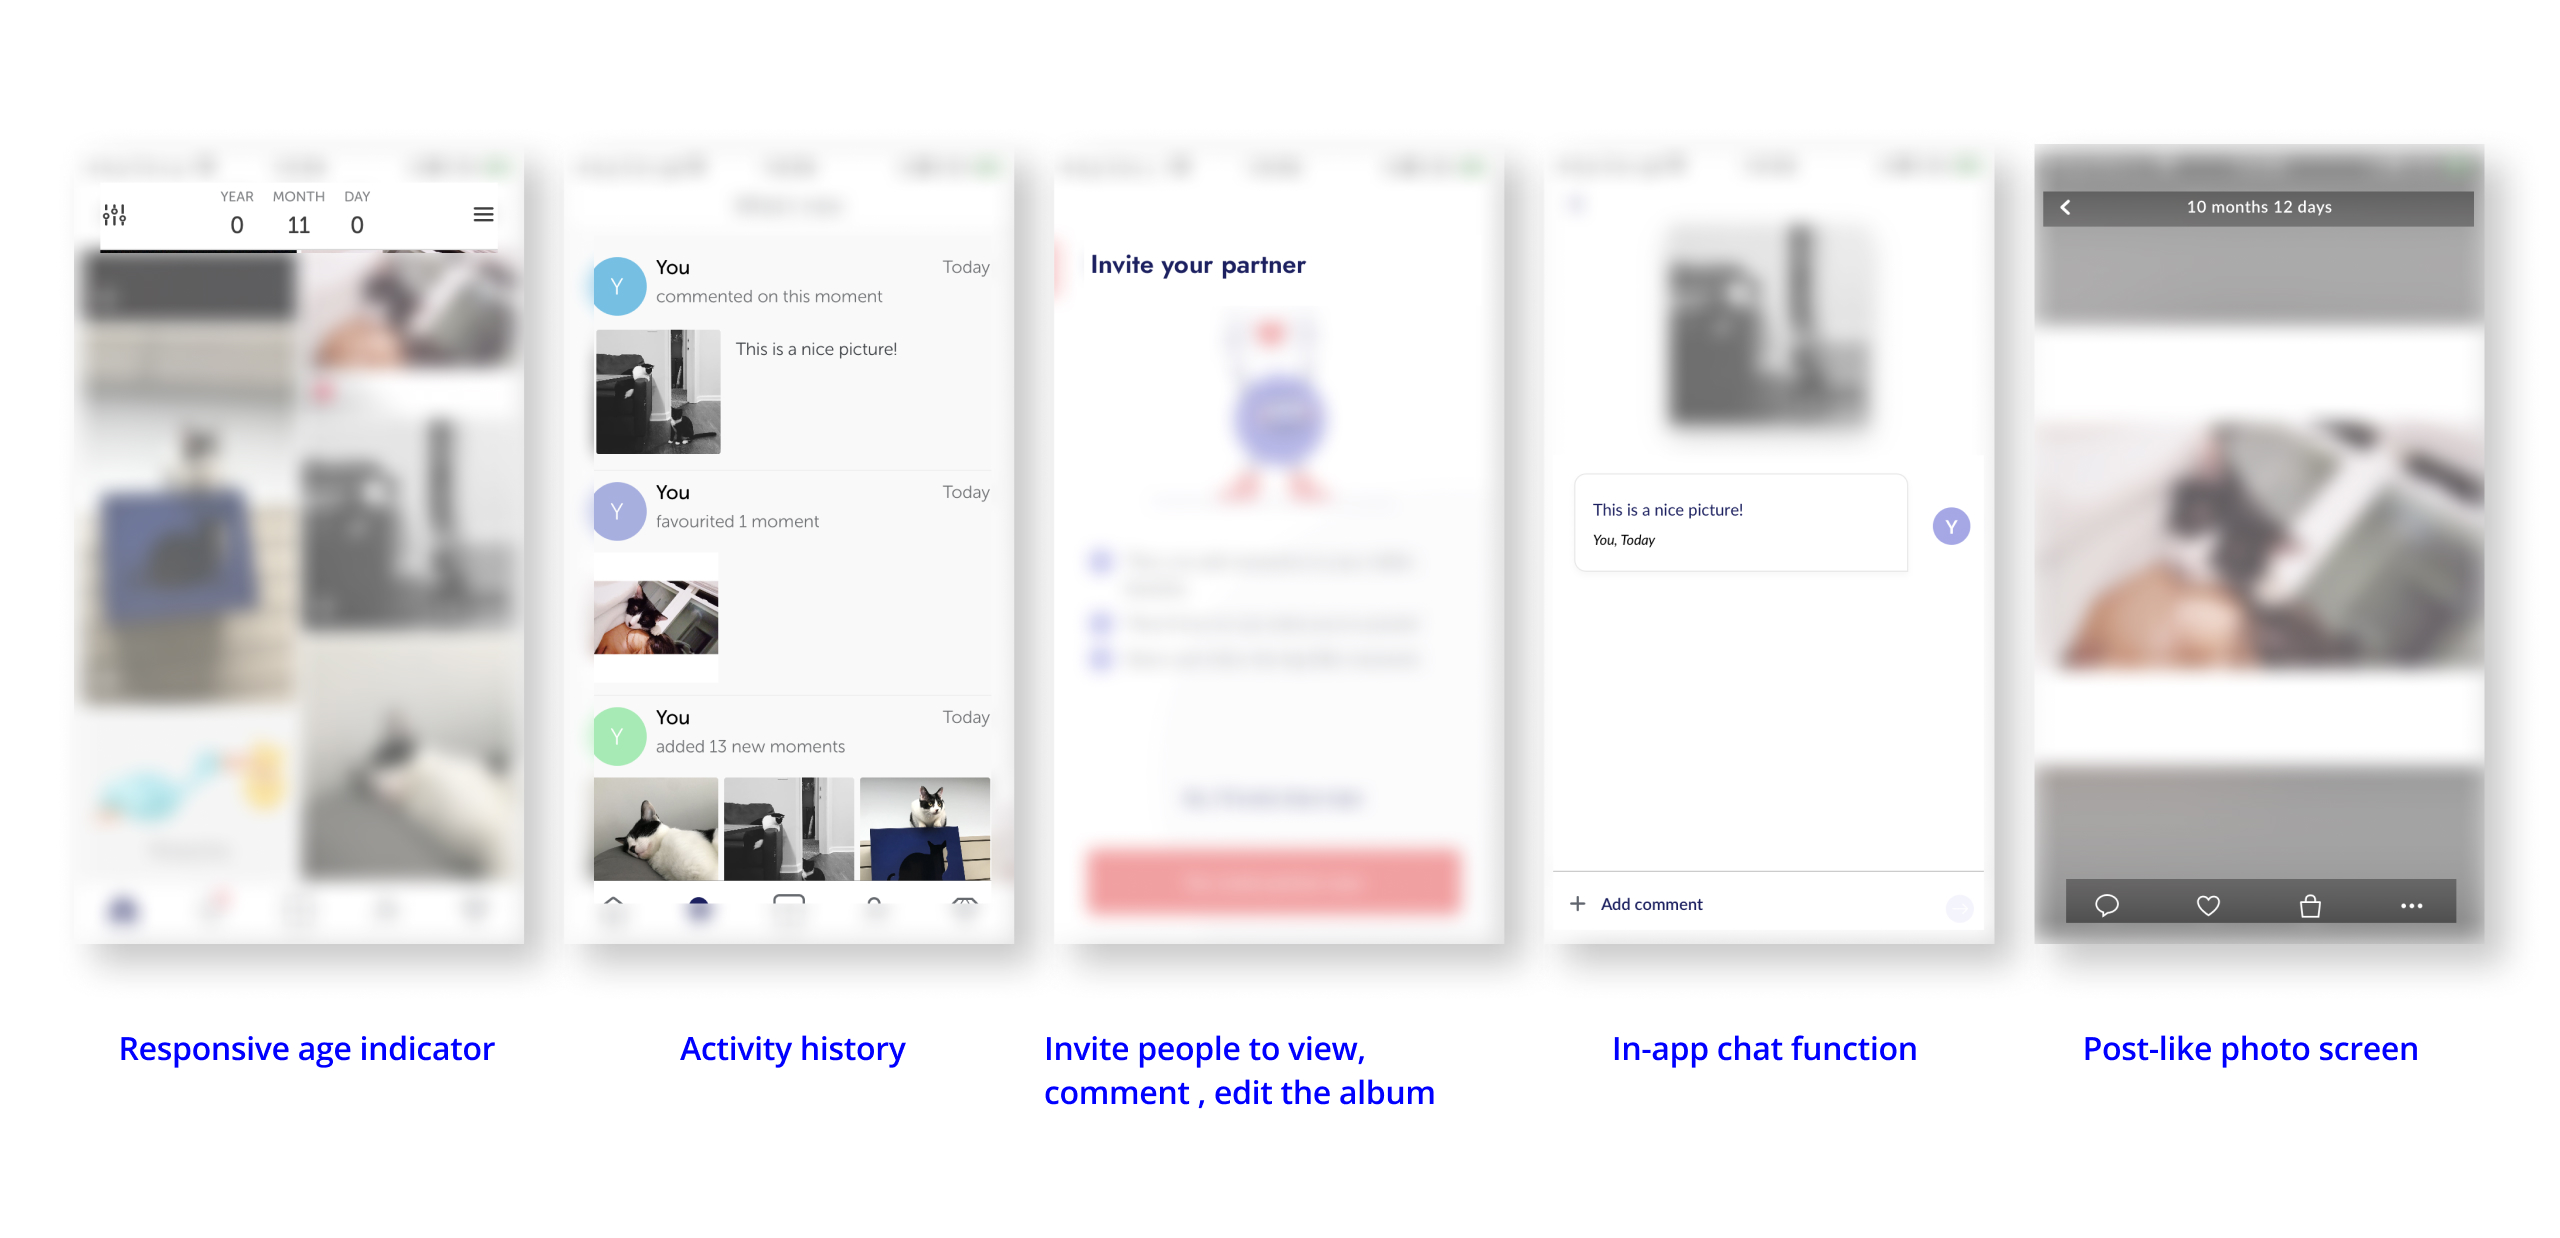 YEAR MONTH DAY
0 11 0
You Today
commented on this moment
This is a nice picture!
You Today
favourited 1 moment
You Today
added 13 new moments
Y
Y
Y
Invite your partner
This is a nice picture!
You, Today
Y
Add comment
10 months 12 days
Responsive age indicator
Activity history
Invite people to view,
comment , edit the album
In-app chat function
Post-like photo screen